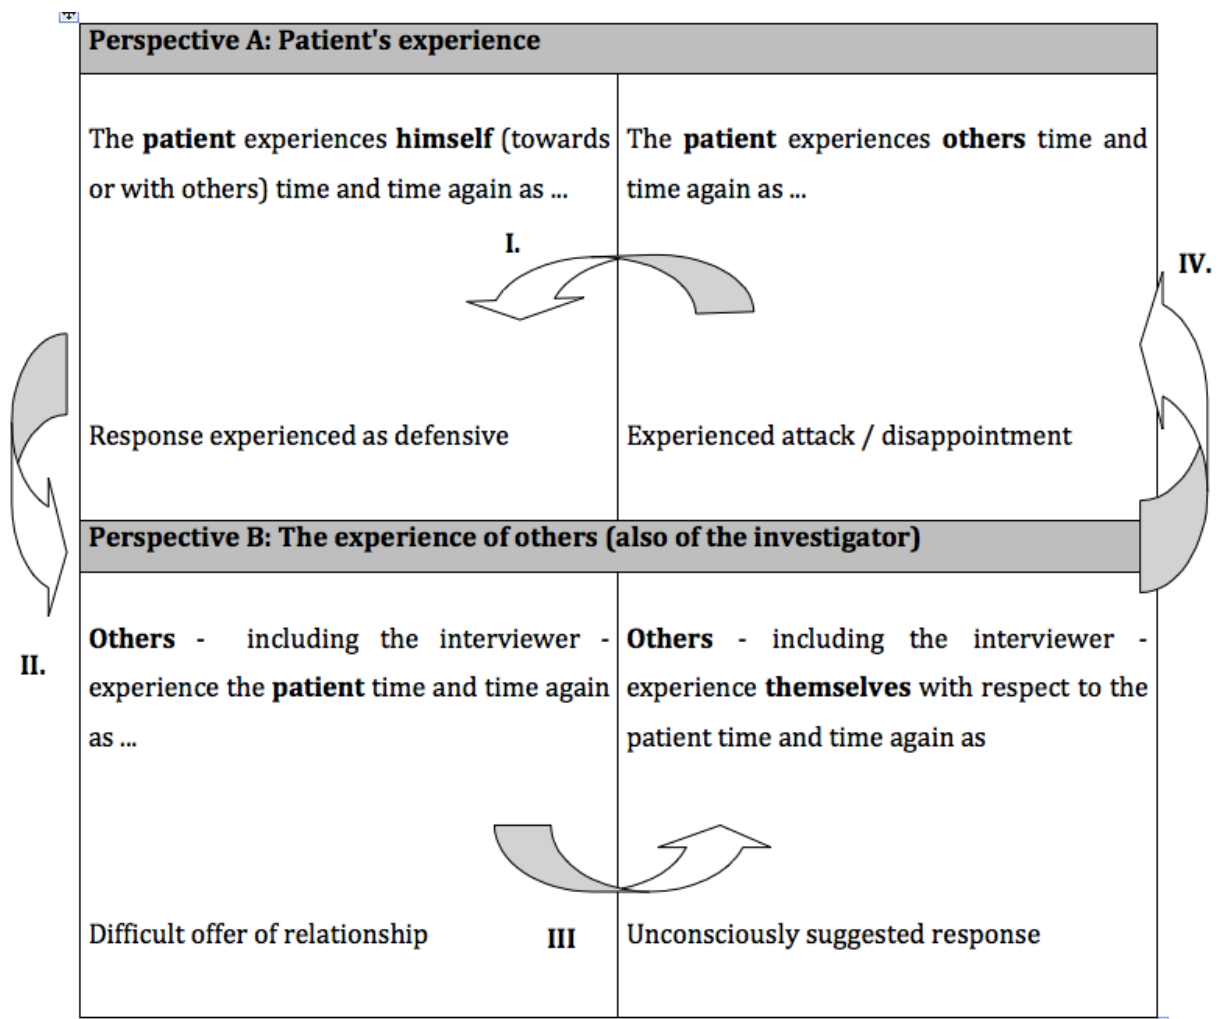 Perspective A: Patient's experience
The patient experiences himself (towards
or with others) time and time again as ...
The patient experiences others time and
time again as ...
I.
IV.
Response experienced as defensive
Experienced attack / disappointment
Perspective B: The experience of others (also of the investigator)
Others - including the interviewer -
experience the patient time and time again
as ...
Others - including the interviewer -
experience themselves with respect to the
patient time and time again as
II.
Difficult offer of relationship
III
Unconsciously suggested response